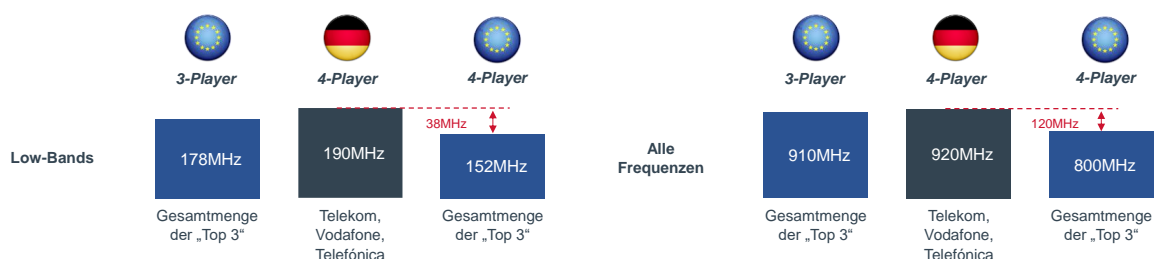 3-Player
4-Player
4-Player
38MHz
Low-Bands
178MHz
190MHz
152MHz
Gesamtmenge
der „Top 3“
Telekom,
Vodafone,
Telefónica
Gesamtmenge
der „Top 3“
3-Player
4-Player
4-Player
120MHz
Alle
Frequenzen
910MHz
920MHz
800MHz
Gesamtmenge
der „Top 3“
Telekom,
Vodafone,
Telefónica
Gesamtmenge
der „Top 3“